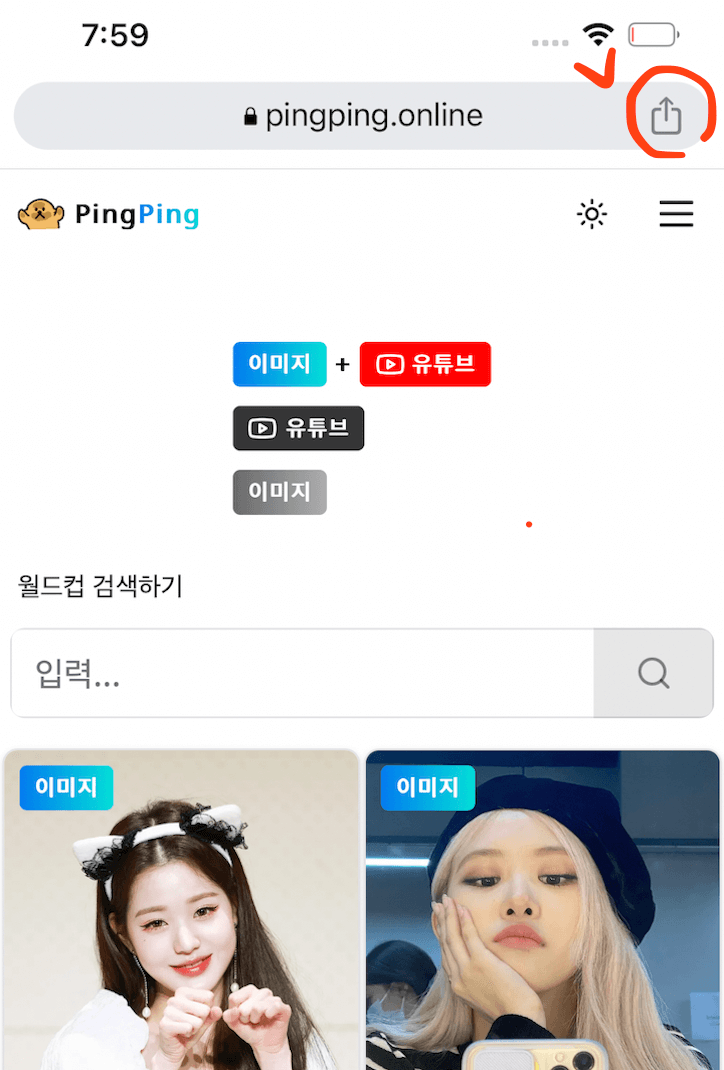 7:59
pingping.online
PingPing
이미지 + 유튜브
유튜브
이미지
월드컵 검색하기
입력...
이미지 이미지